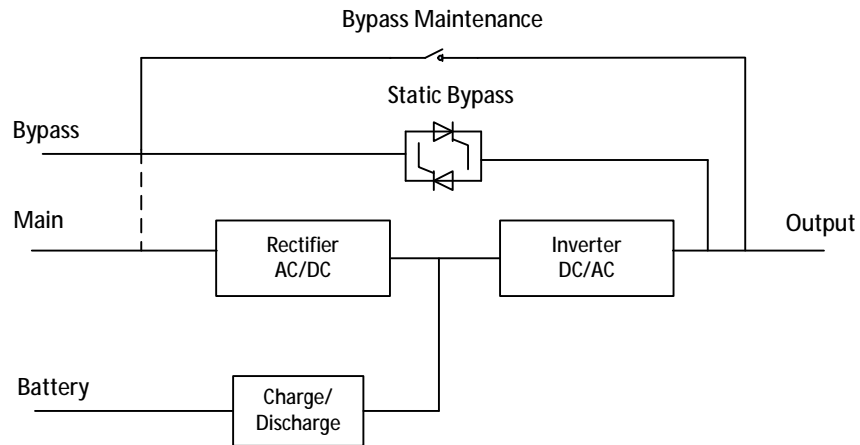 Bypass Maintenance
Static Bypass
Bypass
Main
Rectifier
AC/DC
Inverter
DC/AC
Output
Battery
Charge/
Discharge